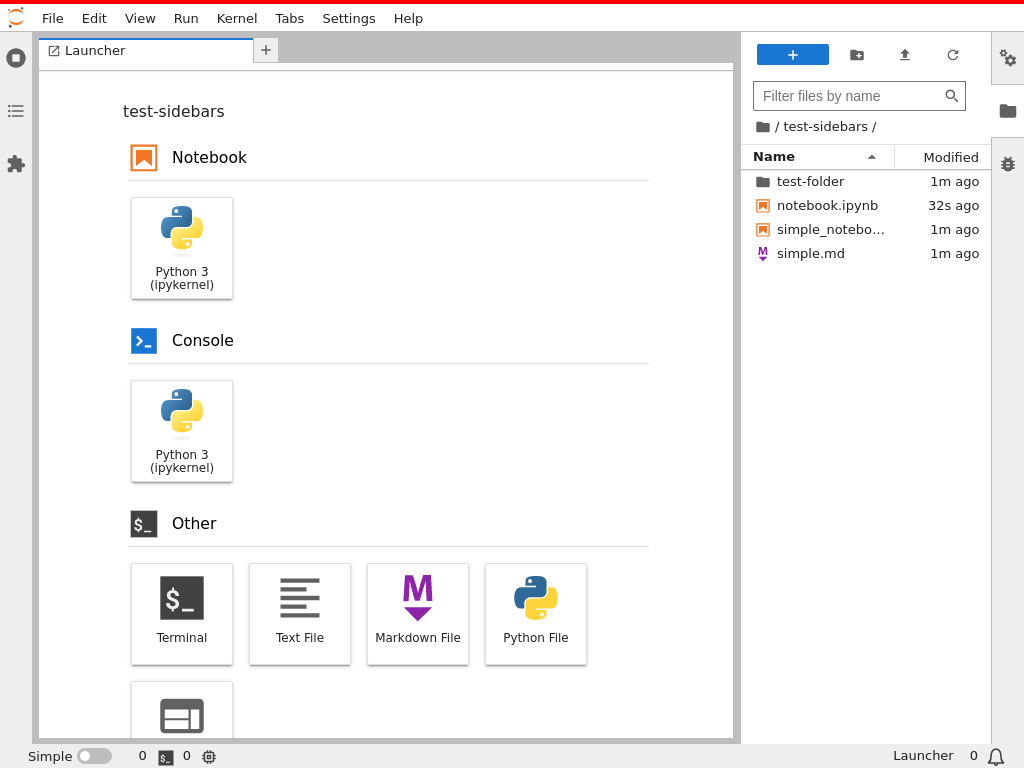 File Edit View Run Kernel Tabs Settings Help
Launcher
Filter files by name
/ test-sidebars /
Name Modified
test-folder 1m ago
notebook.ipynb 32s ago
simple_notebo… 1m ago
simple.md 1m ago
test-sidebars
Notebook
Python 3
(ipykernel)
Console
Python 3
(ipykernel)
$_ Other
$_ M
Terminal Text File Markdown File Python File
Simple 0 $_ 0 Launcher 0